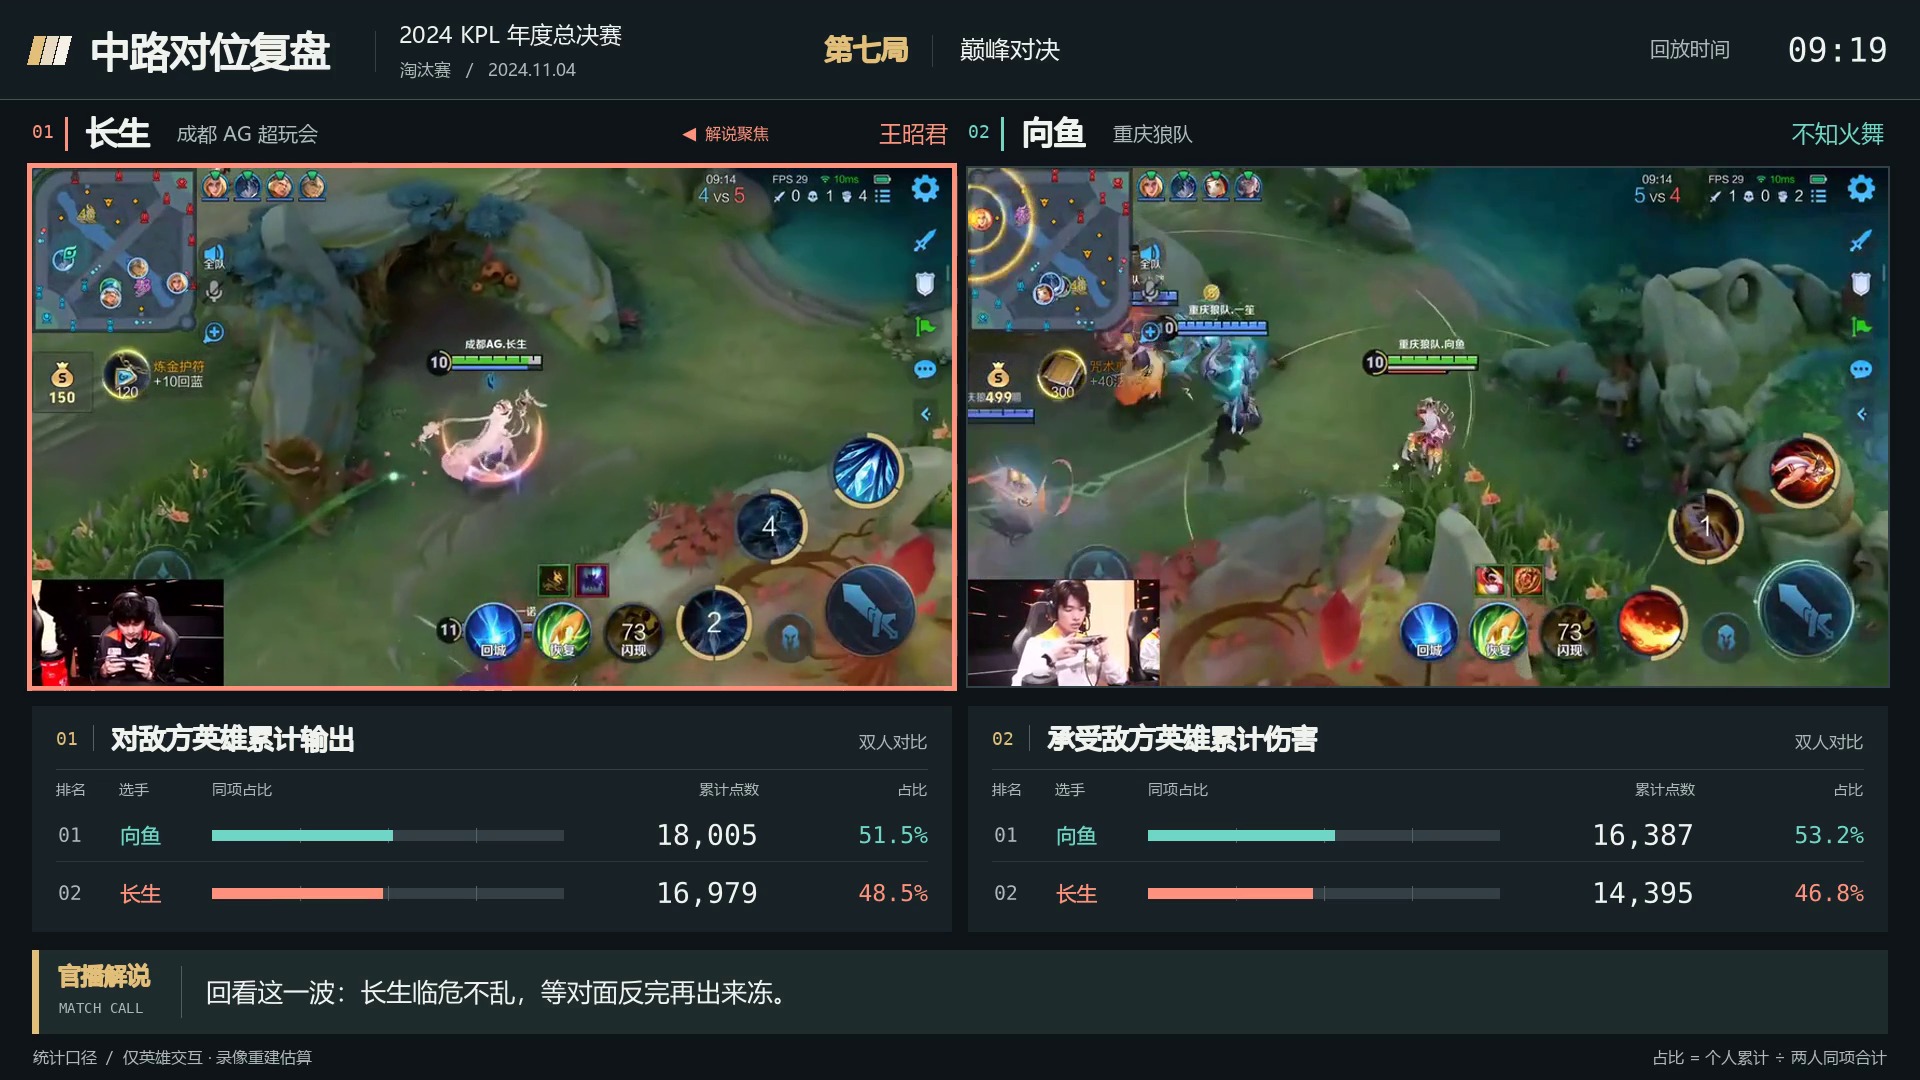 中路对位复盘
2024 KPL 年度总决赛
淘汰赛 / 2024.11.04
第七局
巅峰对决
回放时间
09:19
01 长生 成都 AG 超玩会
◀ 解说聚焦
王昭君
02 向鱼 重庆狼队
不知火舞
09:14
FPS 29
10ms
4 VS 5
0 1 4
全队
炼金护符
+10回蓝
120
150
成都AG.长生
10
4
2
11
一诺
回城
恢复
73
闪现
09:14
FPS 29
10ms
5 VS 4
1 0 2
全队
重庆狼队.一笙
0
重庆狼队.向鱼
10
+40
300
499
1
回城
恢复
73
闪现
01 对敌方英雄累计输出 双人对比
排名 选手 同项占比 累计点数 占比
01 向鱼 18,005 51.5%
02 长生 16,979 48.5%
02 承受敌方英雄累计伤害 双人对比
排名 选手 同项占比 累计点数 占比
01 向鱼 16,387 53.2%
02 长生 14,395 46.8%
官播解说
MATCH CALL
回看这一波：长生临危不乱，等对面反完再出来冻。
统计口径 / 仅英雄交互 · 录像重建估算
占比 = 个人累计 ÷ 两人同项合计